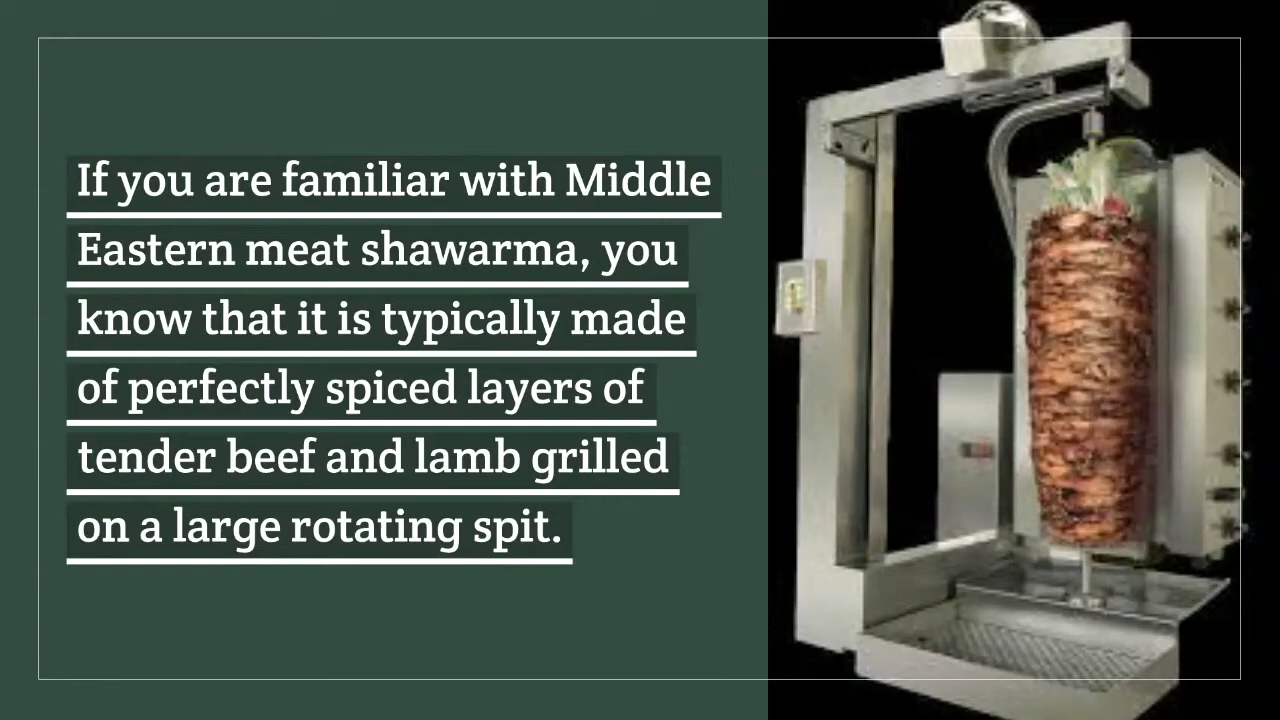 If you are familiar with Middle
Eastern meat shawarma, you
know that it is typically made
of perfectly spiced layers of
tender beef and lamb grilled
on a large rotating spit.